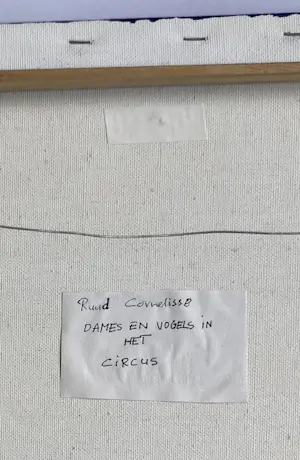 Ruud Cornelisse
DAMES EN VOGELS IN
HET
CIRCUS